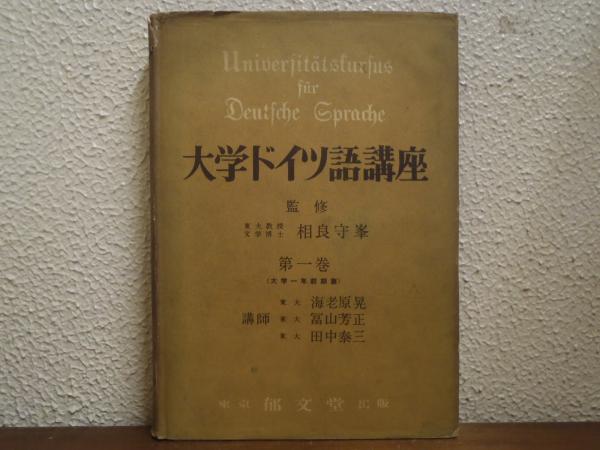 Universitätskursus
für
Deutsche Sprache
大学ドイツ語講座
監修
東大教授
文学博士 相良守峯
第一巻
(大学一年前期篇)
東大 海老原晃
講師 東大 冨山芳正
東大 田中泰三
東京 郁文堂 出版